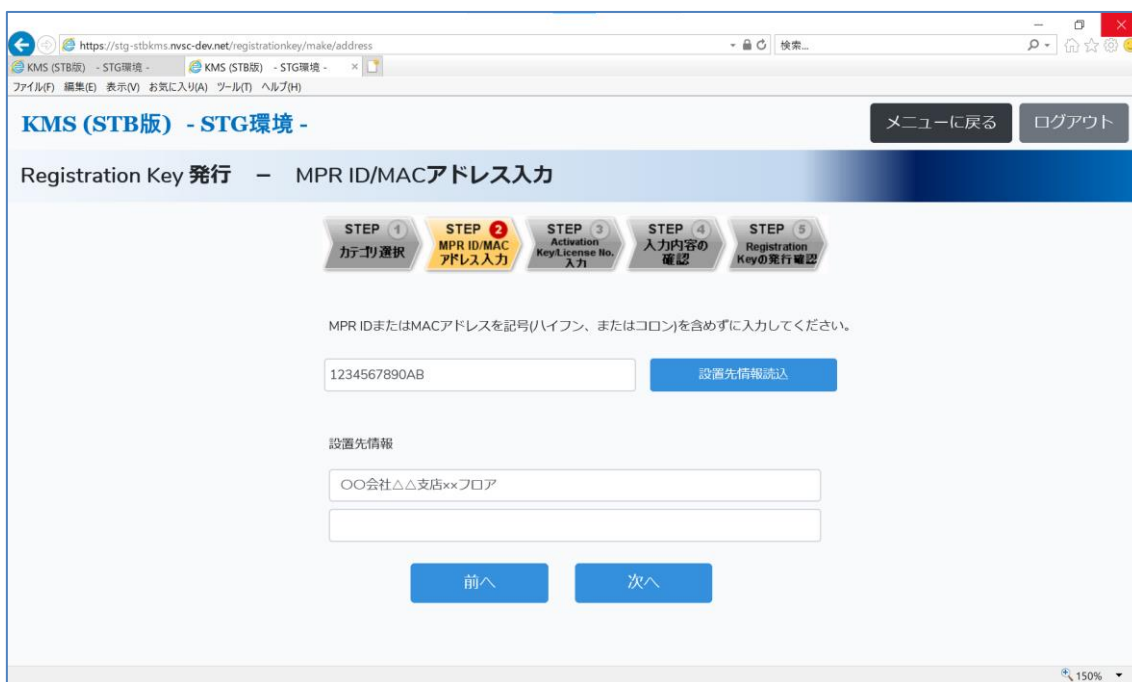 https://stg-stbkms.nvsc-dev.net/registrationkey/make/address
検索...
KMS (STB版) - STG環境 -
KMS (STB版) - STG環境 -
ファイル(F) 編集(E) 表示(V) お気に入り(A) ツール(T) ヘルプ(H)
KMS (STB版) - STG環境 -
メニューに戻る
ログアウト
Registration Key 発行 － MPR ID/MACアドレス入力
STEP 1
カテゴリ選択
STEP 2
MPR ID/MAC
アドレス入力
STEP 3
Activation
Key/License No.
入力
STEP 4
入力内容の
確認
STEP 5
Registration
Keyの発行確認
MPR IDまたはMACアドレスを記号(ハイフン、またはコロン)を含めずに入力してください。
1234567890AB
設置先情報読込
設置先情報
〇〇会社△△支店××フロア
前へ
次へ
150%